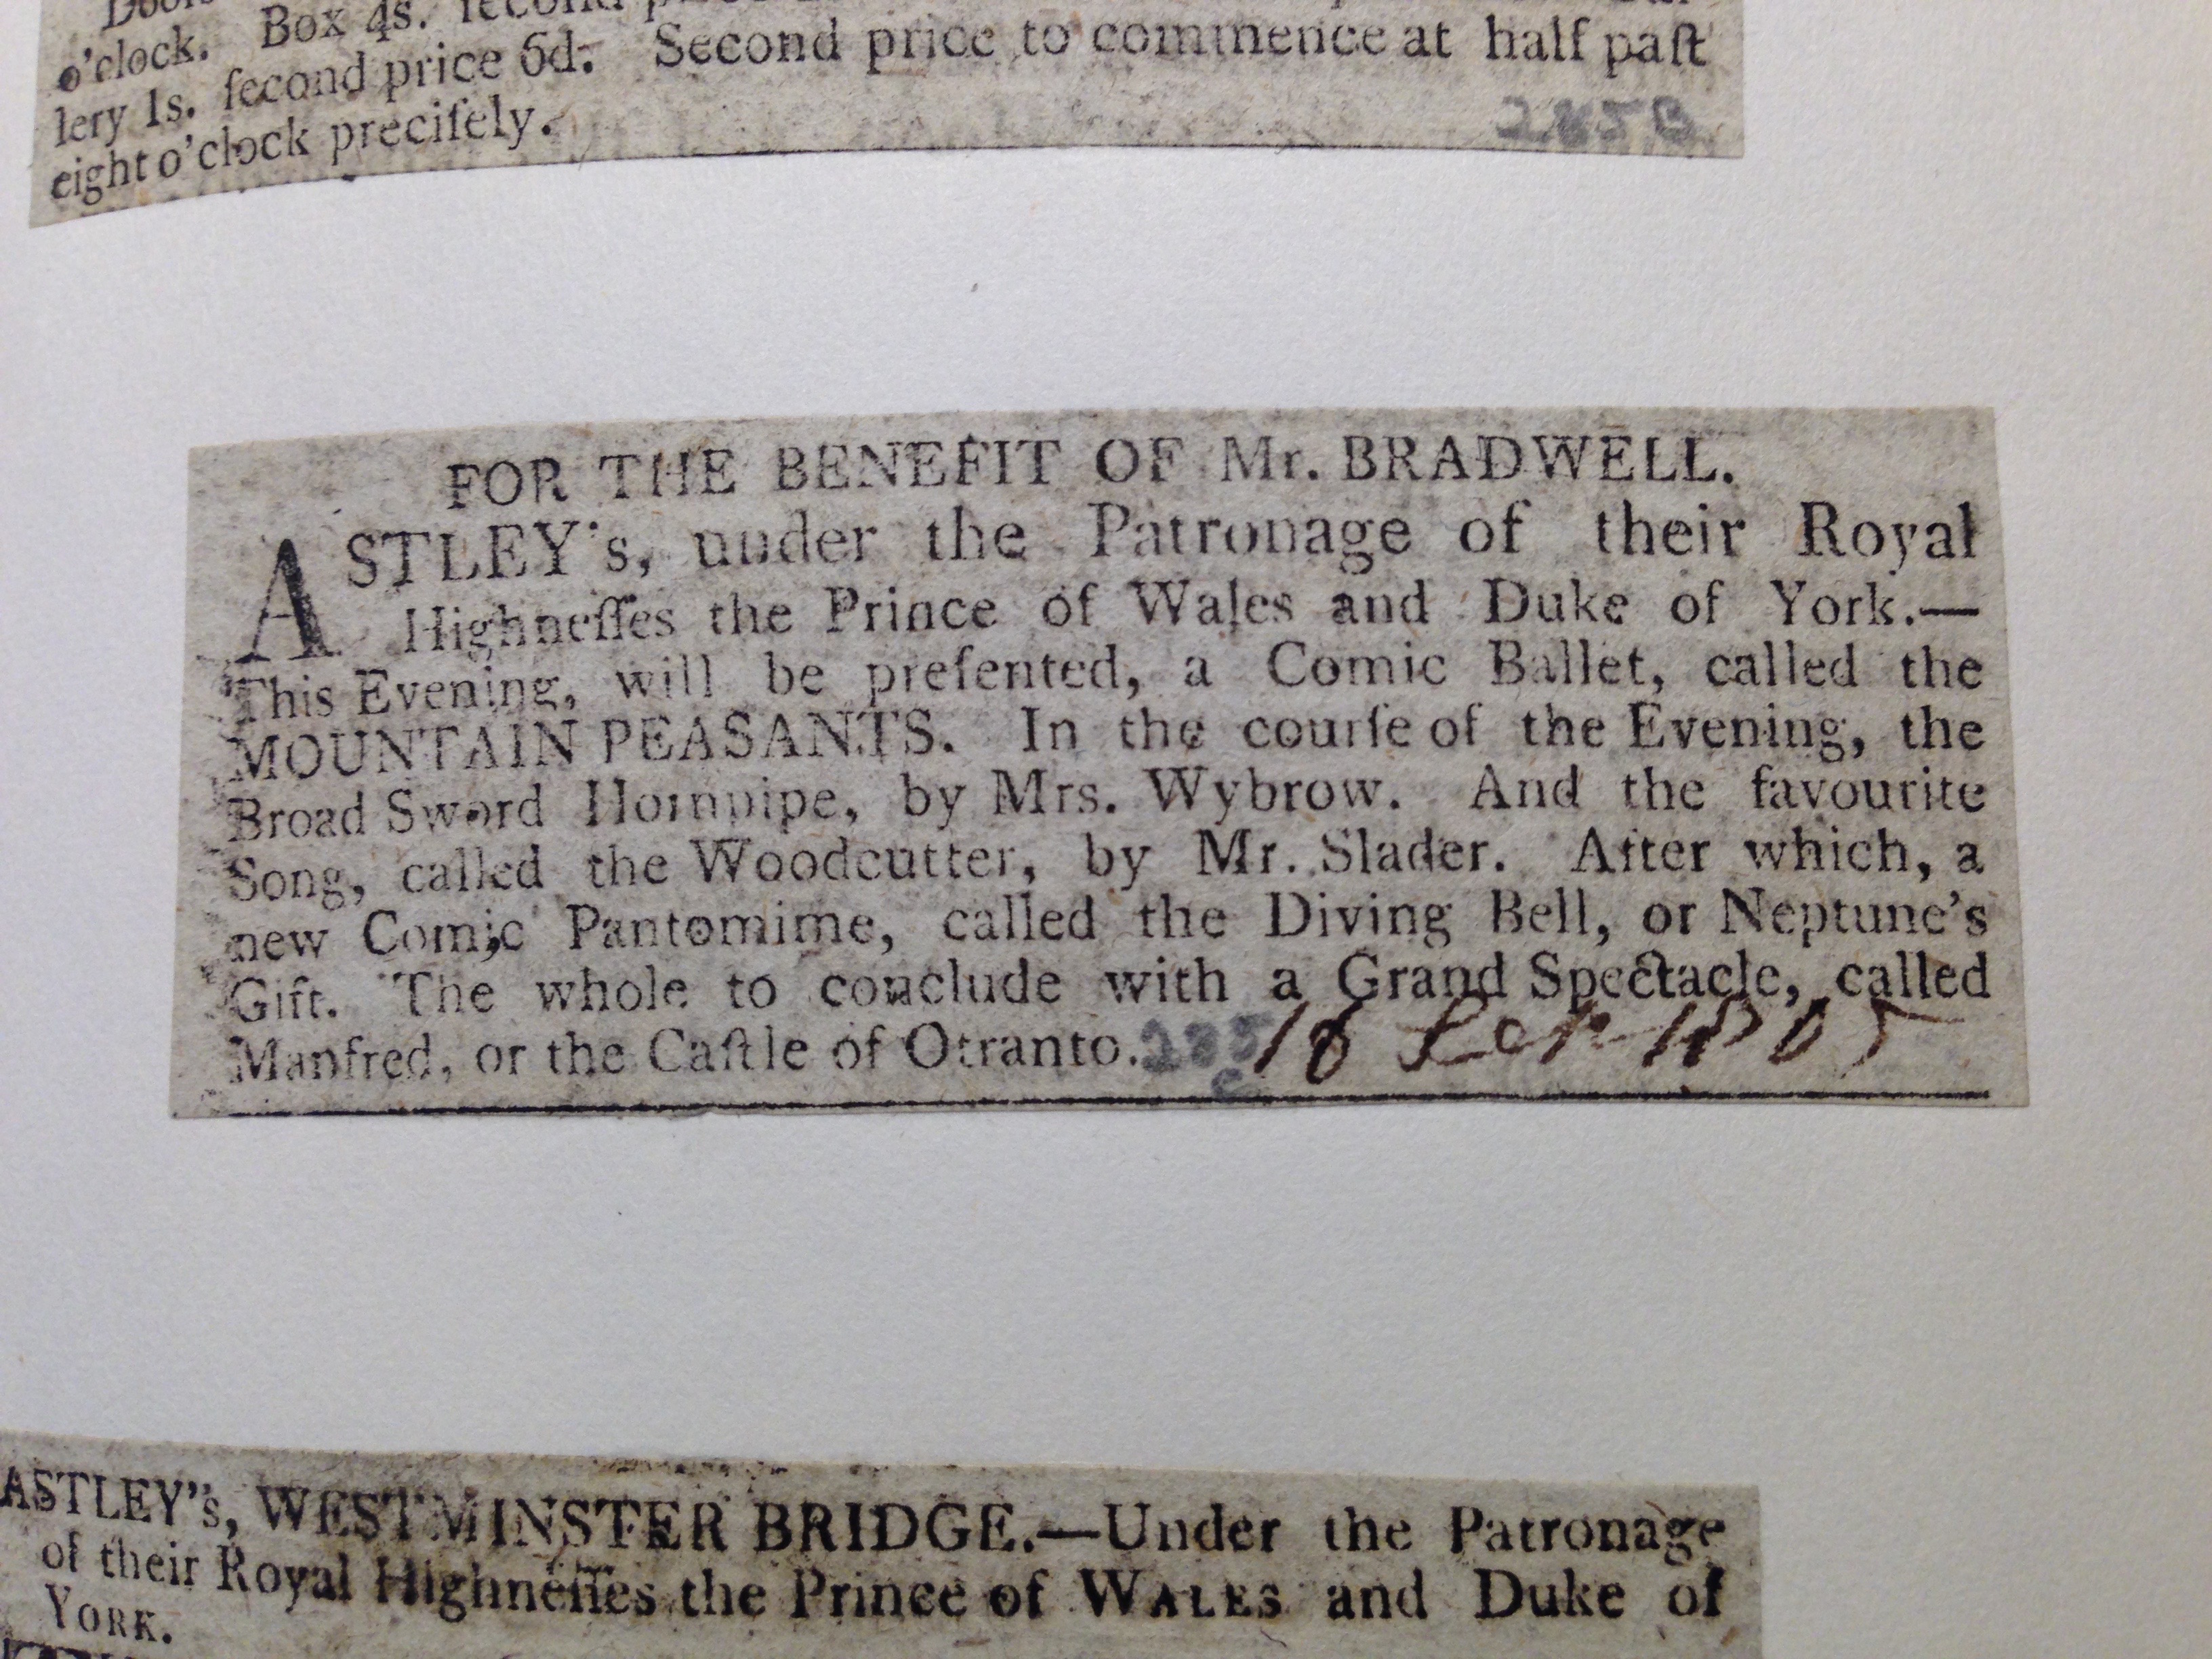 o'clock. Box 4s. ſecond
lery 1s. ſecond price 6d. Second price to commence at half paſt
eight o'clock preciſely.
282B
FOR THE BENEFIT OF Mr. BRADWELL.
ASTLEY's, under the Patronage of their Royal
Highneſſes the Prince of Wales and Duke of York.—
This Evening, will be preſented, a Comic Ballet, called the
MOUNTAIN PEASANTS. In the courſe of the Evening, the
Broad Sword Hornpipe, by Mrs. Wybrow. And the favourite
Song, called the Woodcutter, by Mr. Slader. After which, a
new Comic Pantomime, called the Diving Bell, or Neptune's
Gift. The whole to conclude with a Grand Spectacle, called
Manfred, or the Caſtle of Otranto. 18 Sep 1805
ASTLEY's, WESTMINSTER BRIDGE.—Under the Patronage
of their Royal Highneſſes the Prince of WALES and Duke of
YORK.